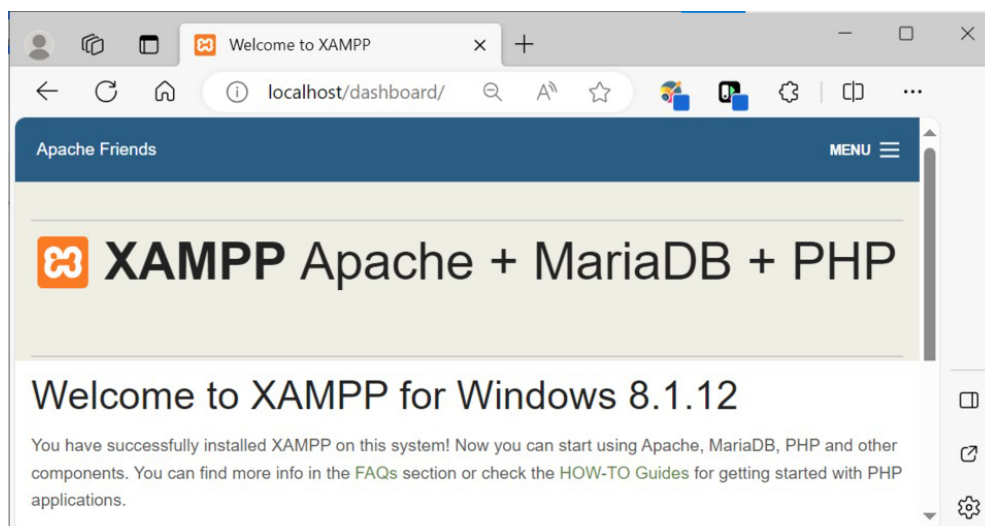 Welcome to XAMPP
localhost/dashboard/
Apache Friends
MENU
XAMPP Apache + MariaDB + PHP
Welcome to XAMPP for Windows 8.1.12
You have successfully installed XAMPP on this system! Now you can start using Apache, MariaDB, PHP and other
components. You can find more info in the FAQs section or check the HOW-TO Guides for getting started with PHP
applications.